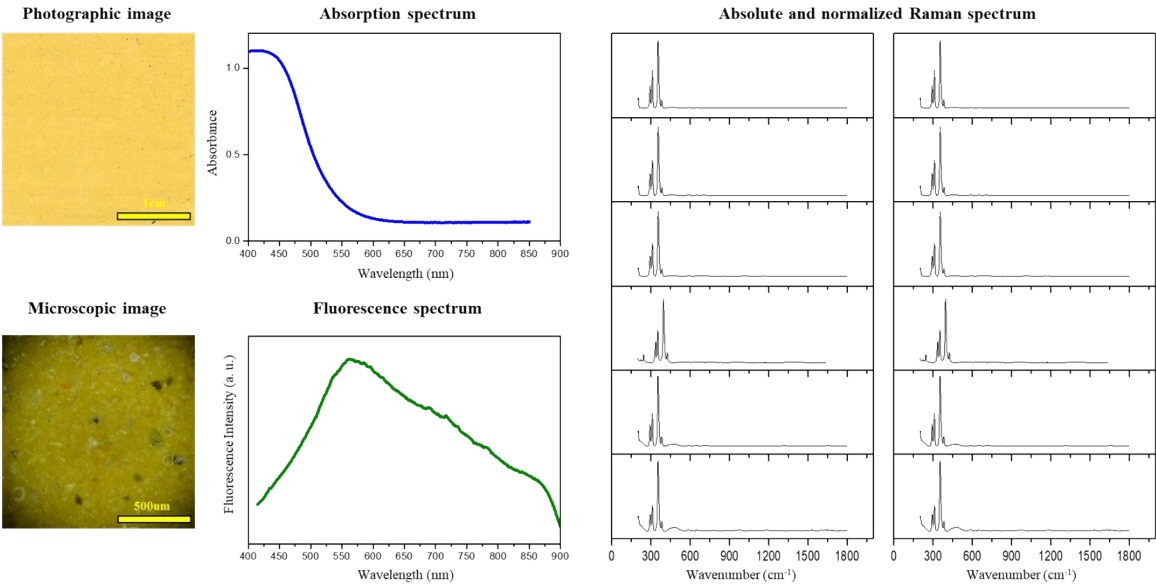 Photographic image
Absorption spectrum
Absolute and normalized Raman spectrum
1cm
Absorbance
1.0
0.5
0.0
400 450 500 550 600 650 700 750 800 850 900
Wavelength (nm)
Microscopic image
Fluorescence spectrum
500um
Fluorescence Intensity (a. u.)
400 450 500 550 600 650 700 750 800 850 900
Wavelength (nm)
0 300 600 900 1200 1500 1800
Wavenumber (cm-1)
0 300 600 900 1200 1500 1800
Wavenumber (cm-1)